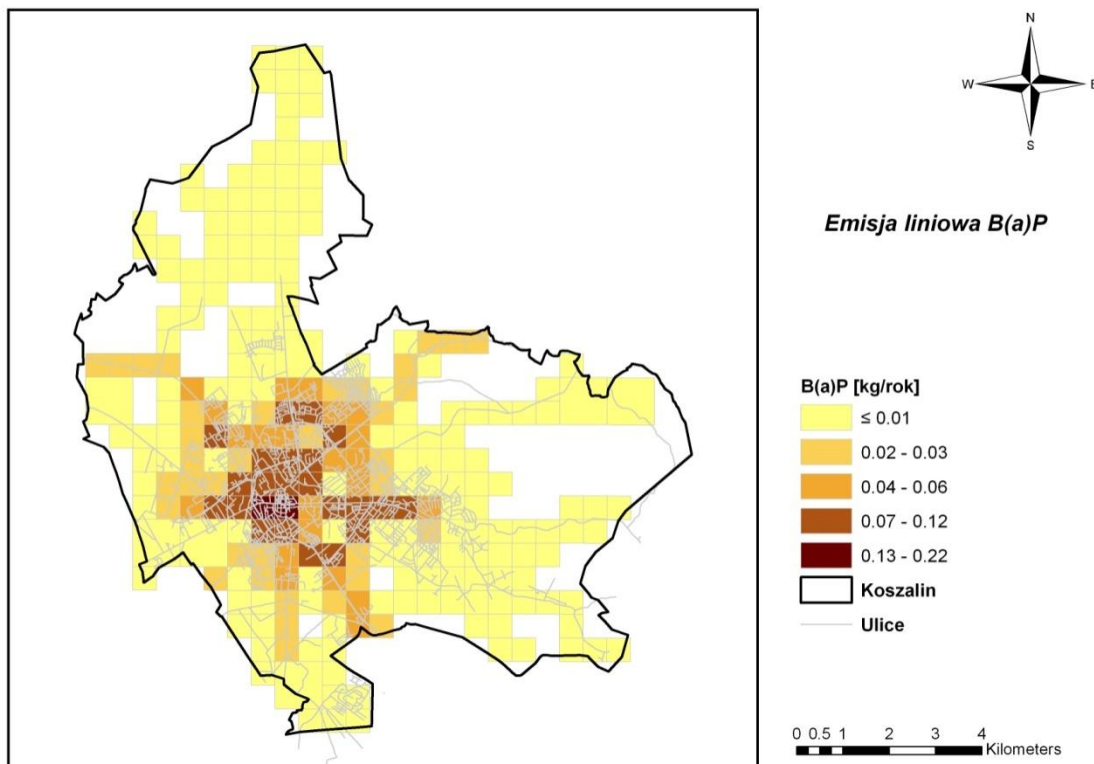 N
W E
S
Emisja liniowa B(a)P
B(a)P [kg/rok]
≤ 0.01
0.02 - 0.03
0.04 - 0.06
0.07 - 0.12
0.13 - 0.22
Koszalin
Ulice
0 0.5 1 2 3 4
Kilometers